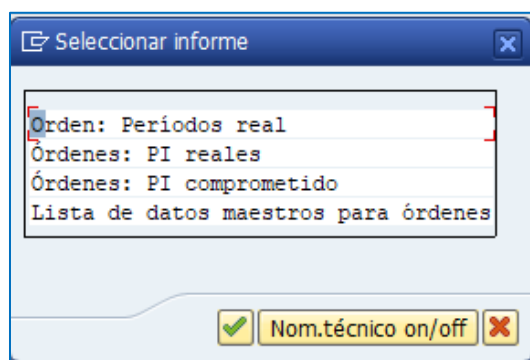 Seleccionar informe
Orden: Períodos real
Órdenes: PI reales
Órdenes: PI comprometido
Lista de datos maestros para órdenes
Nom.técnico on/off